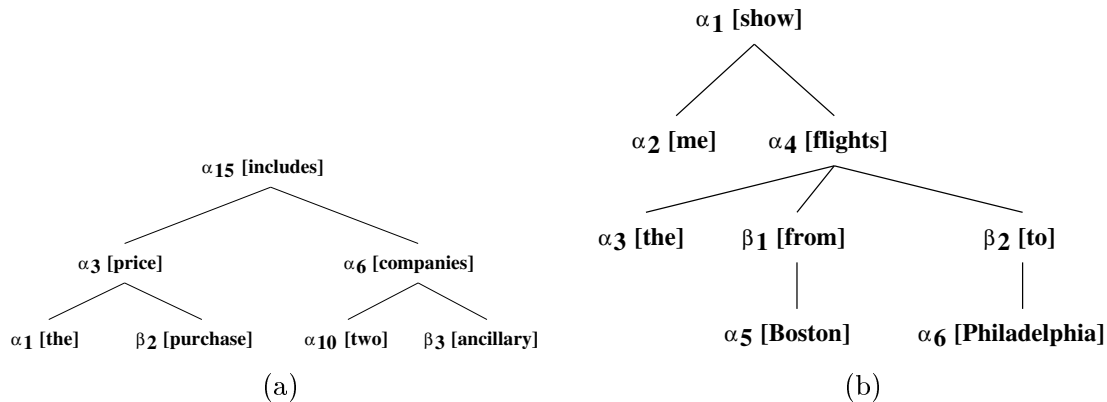 α15 [includes]
α3 [price] α6 [companies]
α1 [the] β2 [purchase] α10 [two] β3 [ancillary]
(a)
α1 [show]
α2 [me] α4 [flights]
α3 [the] β1 [from] β2 [to]
α5 [Boston] α6 [Philadelphia]
(b)